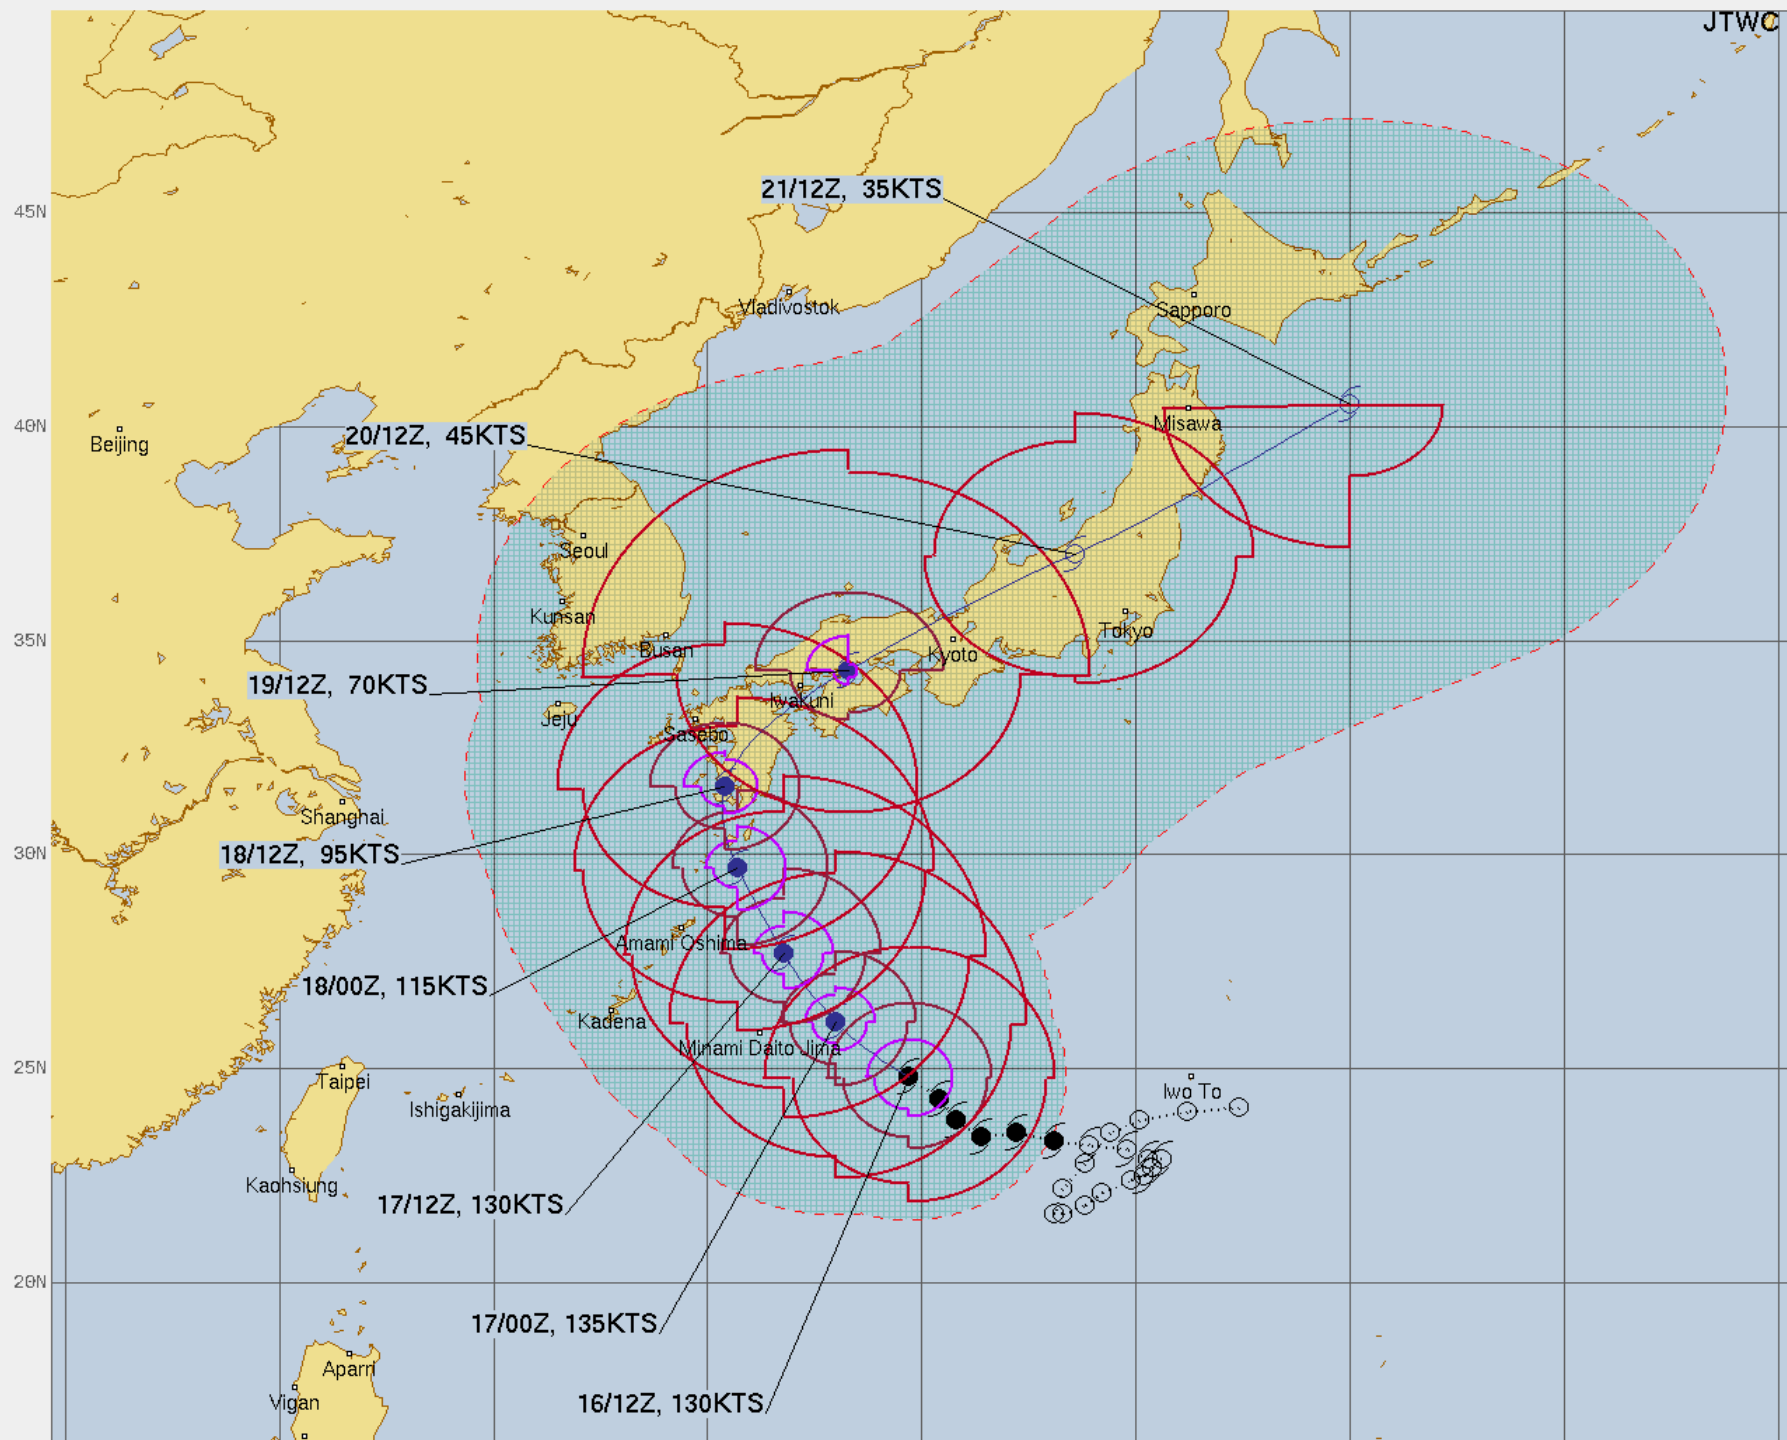 JTWC
21/12Z, 35KTS
45N
Vladivostok
Sapporo
40N
Misawa
Beijing
20/12Z, 45KTS
Seoul
Kunsan
35N
Busan
Tokyo
Kyoto
19/12Z, 70KTS
Iwakuni
Jeju
Sasebo
Shanghai
30N
18/12Z, 95KTS
Amami Oshima
18/00Z, 115KTS
Kadena
Minami Daito Jima
25N
Taipei
Iwo To
Ishigakijima
Kaohsiung
17/12Z, 130KTS
20N
17/00Z, 135KTS
Aparri
Vigan
16/12Z, 130KTS